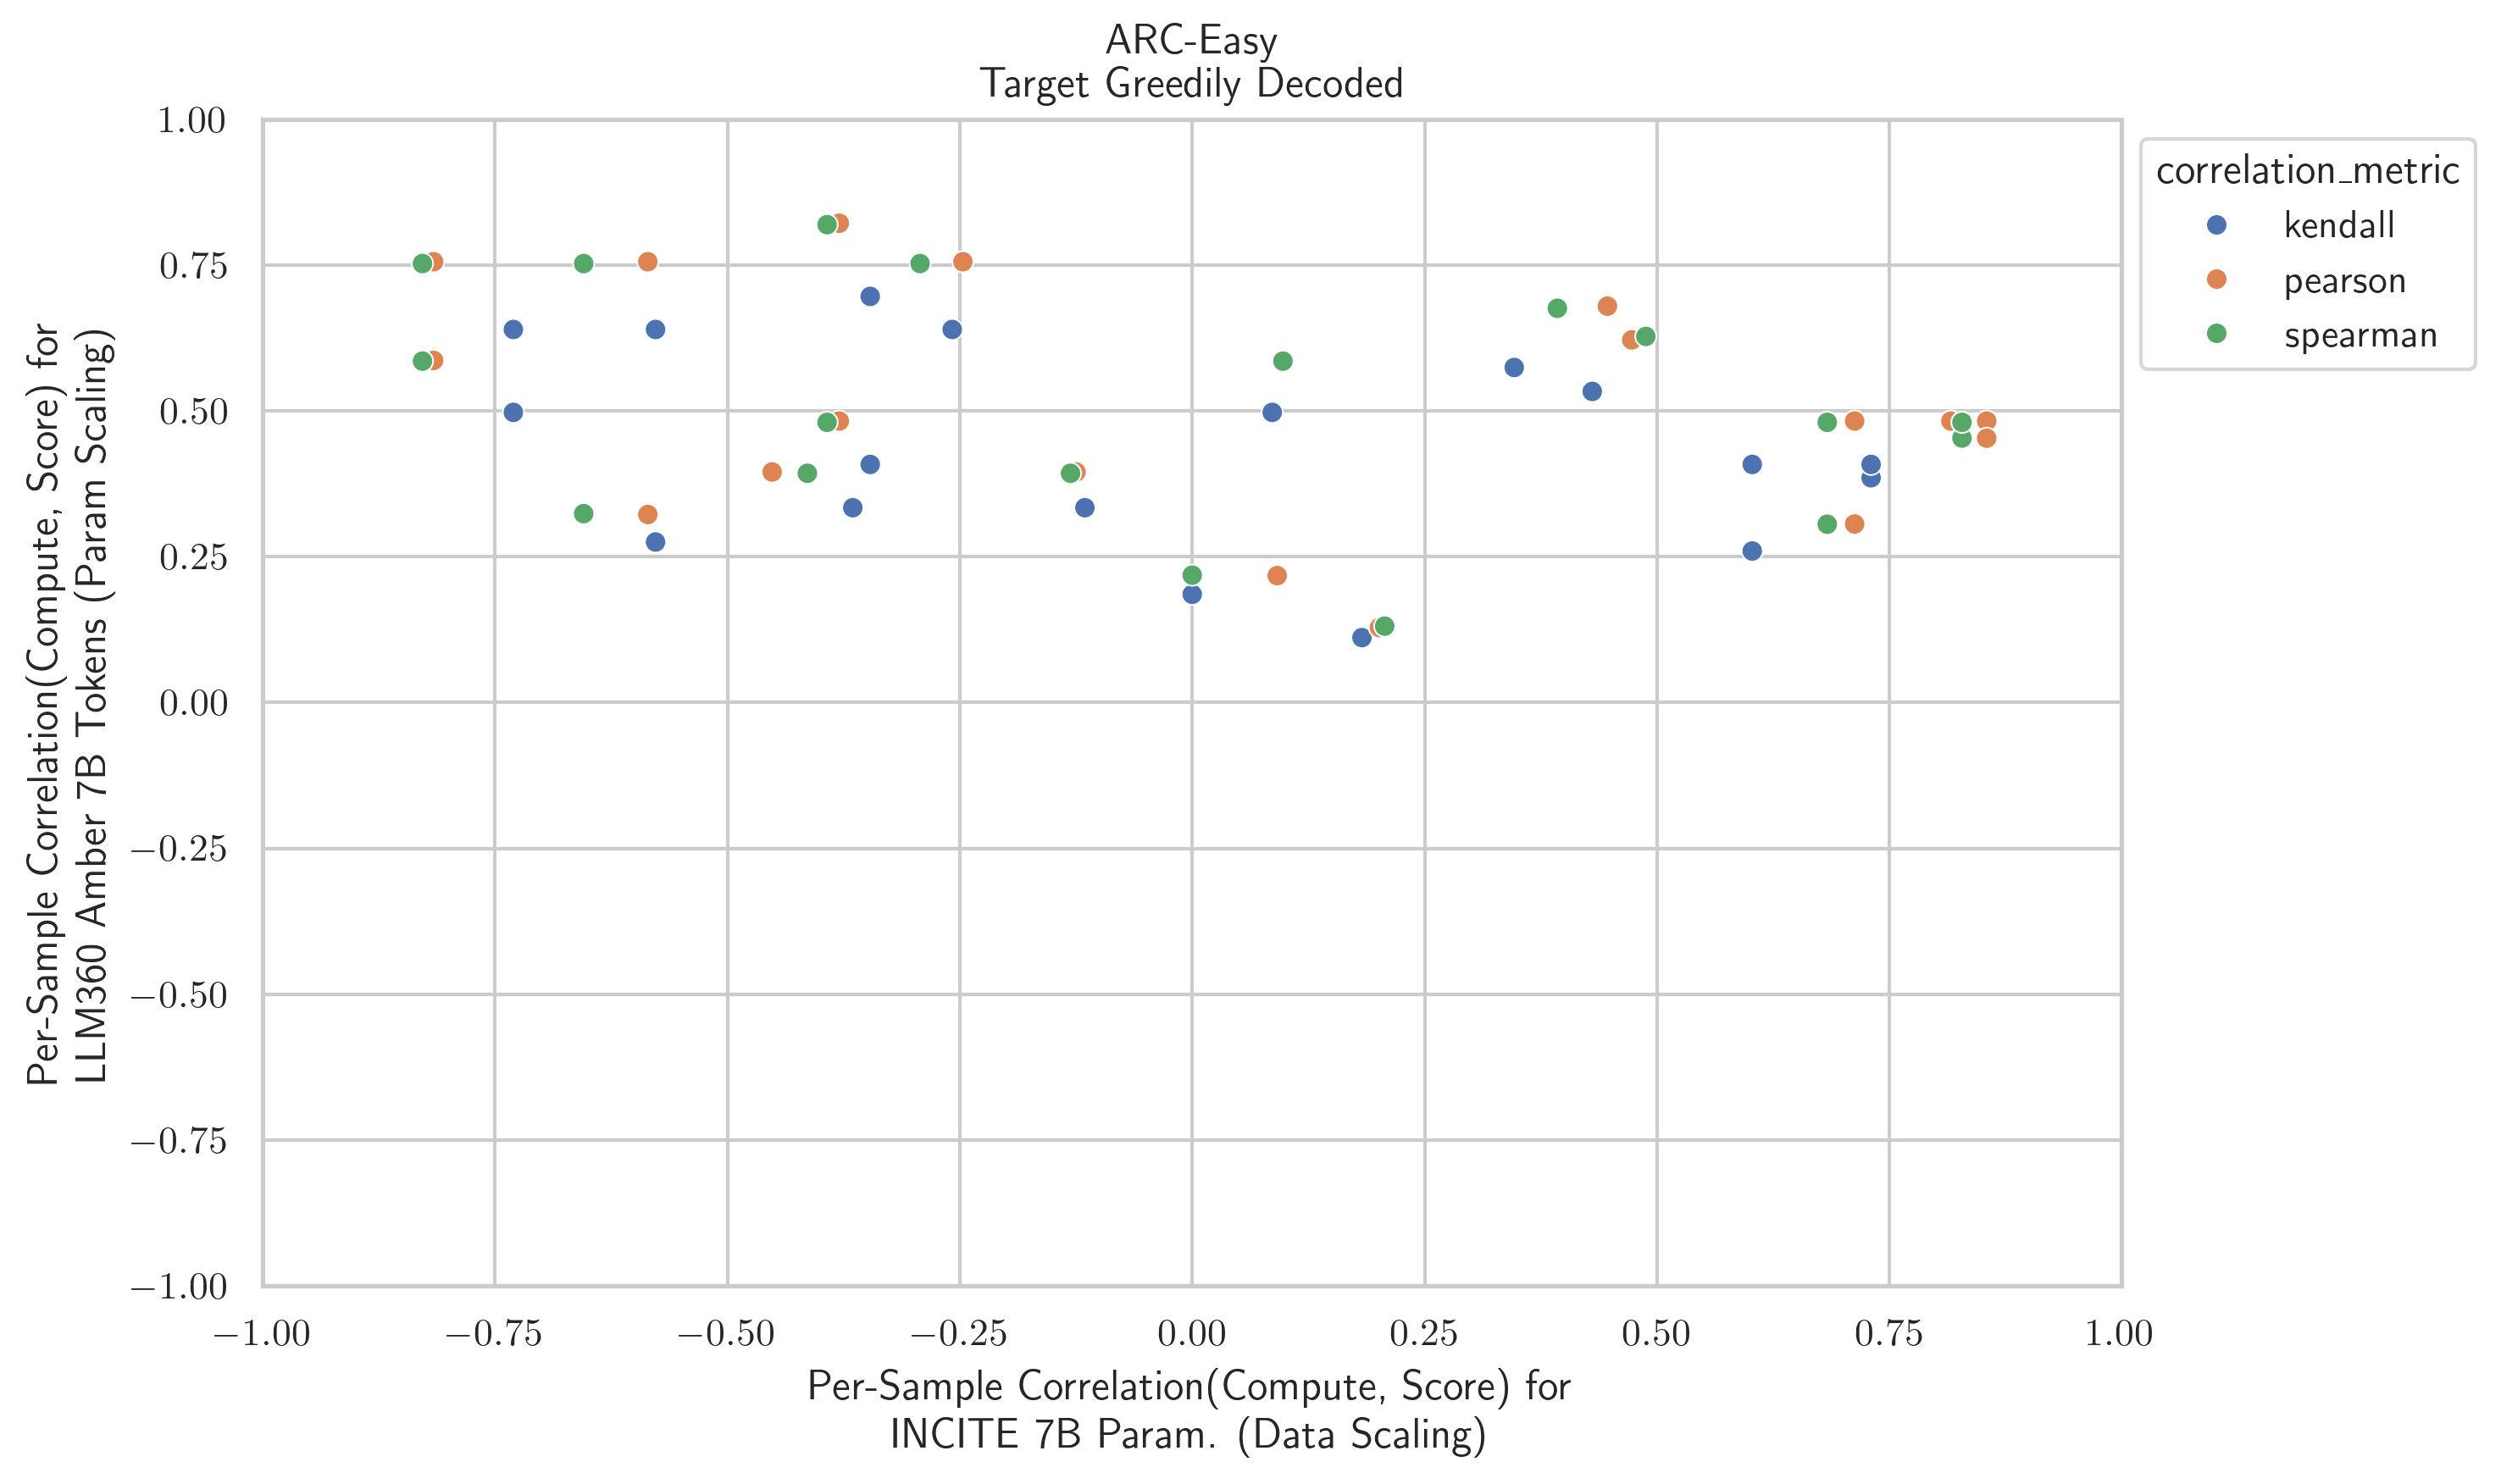 ARC-Easy
Target Greedily Decoded
Per-Sample Correlation(Compute, Score) for
LLM360 Amber 7B Tokens (Param Scaling)
1.00
0.75
0.50
0.25
0.00
−0.25
−0.50
−0.75
−1.00
−1.00 −0.75 −0.50 −0.25 0.00 0.25 0.50 0.75 1.00
Per-Sample Correlation(Compute, Score) for
INCITE 7B Param. (Data Scaling)
correlation_metric
kendall
pearson
spearman